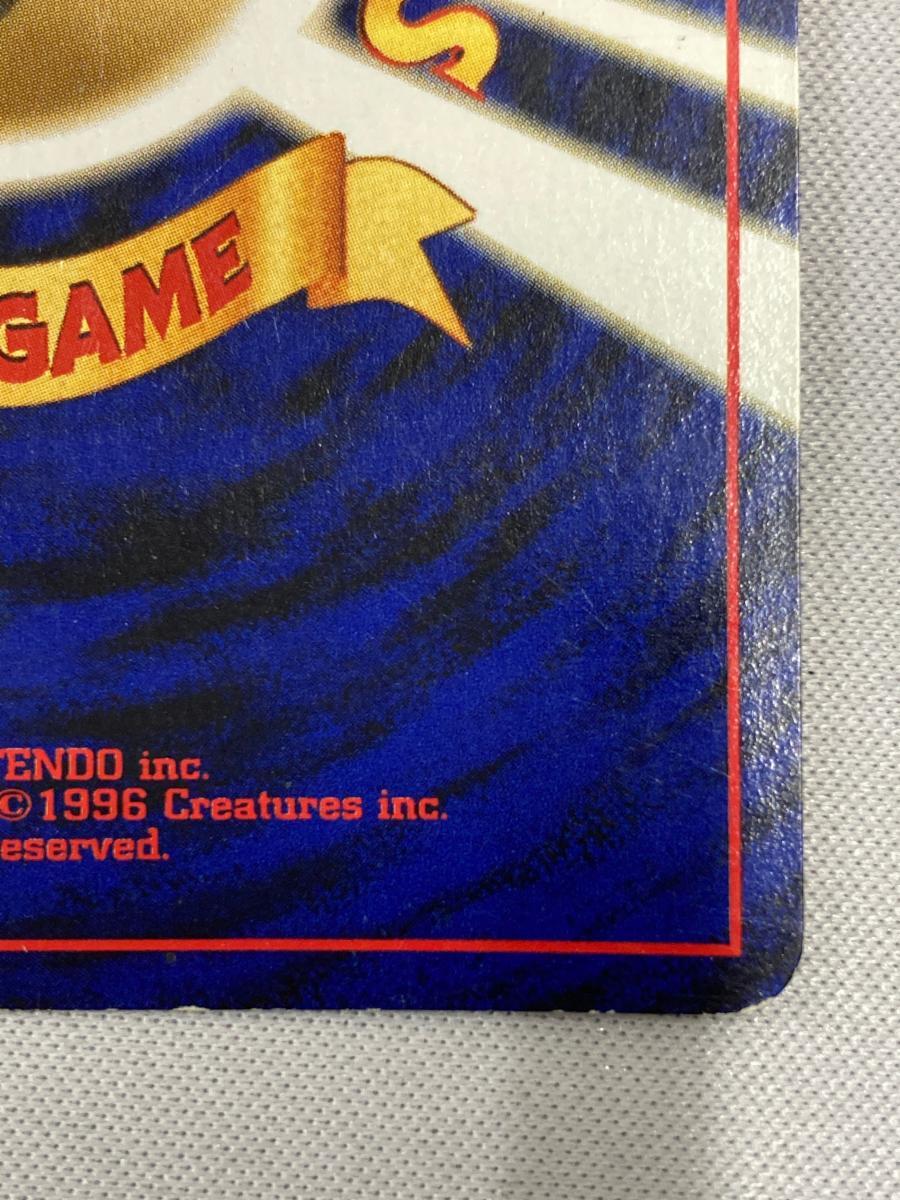 S
GAME
TENDO inc.
©1996 Creatures inc.
eserved.